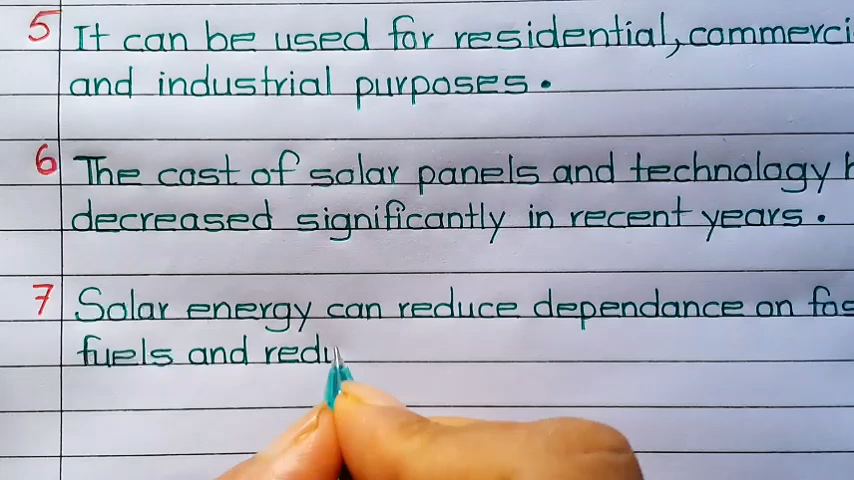 5 It can be used for residential, commerci
and industrial purposes.
6 The cost of solar panels and technology h
decreased significantly in recent years.
7 Solar energy can reduce dependance on fos
fuels and redu